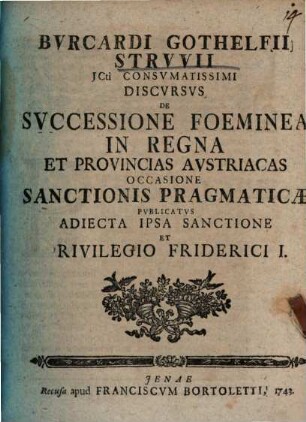 BVRCARDI GOTHELFII
STRVVII
JCti CONSVMATISSIMI
DISCVRSVS
DE
SVCCESSIONE FOEMINEA
IN REGNA
ET PROVINCIAS AVSTRIACAS
OCCASIONE
SANCTIONIS PRAGMATICÆ
PVBLICATVS
ADIECTA IPSA SANCTIONE
ET
PRIVILEGIO FRIDERICI I.
JENAE
Recusa apud FRANCISCVM BORTOLETTI, 1743.